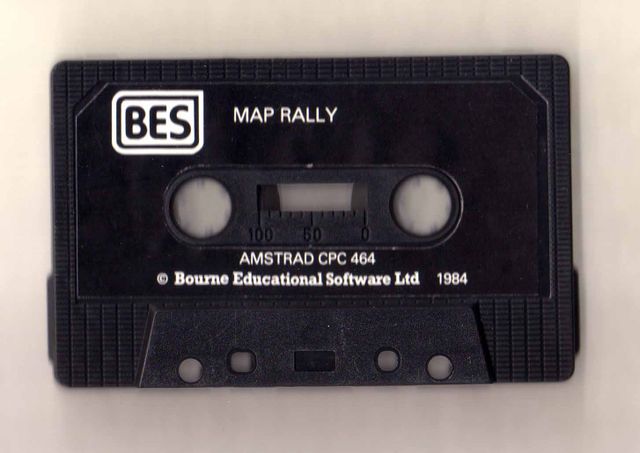 BES
MAP RALLY
100 50 0
AMSTRAD CPC 464
© Bourne Educational Software Ltd 1984